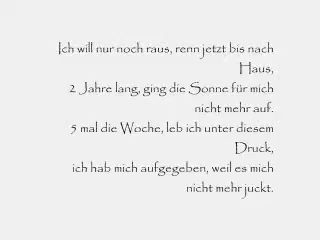 Ich will nur noch raus, renn jetzt bis nach
Haus,
2 Jahre lang, ging die Sonne für mich
nicht mehr auf.
5 mal die Woche, leb ich unter diesem
Druck,
ich hab mich aufgegeben, weil es mich
nicht mehr juckt.